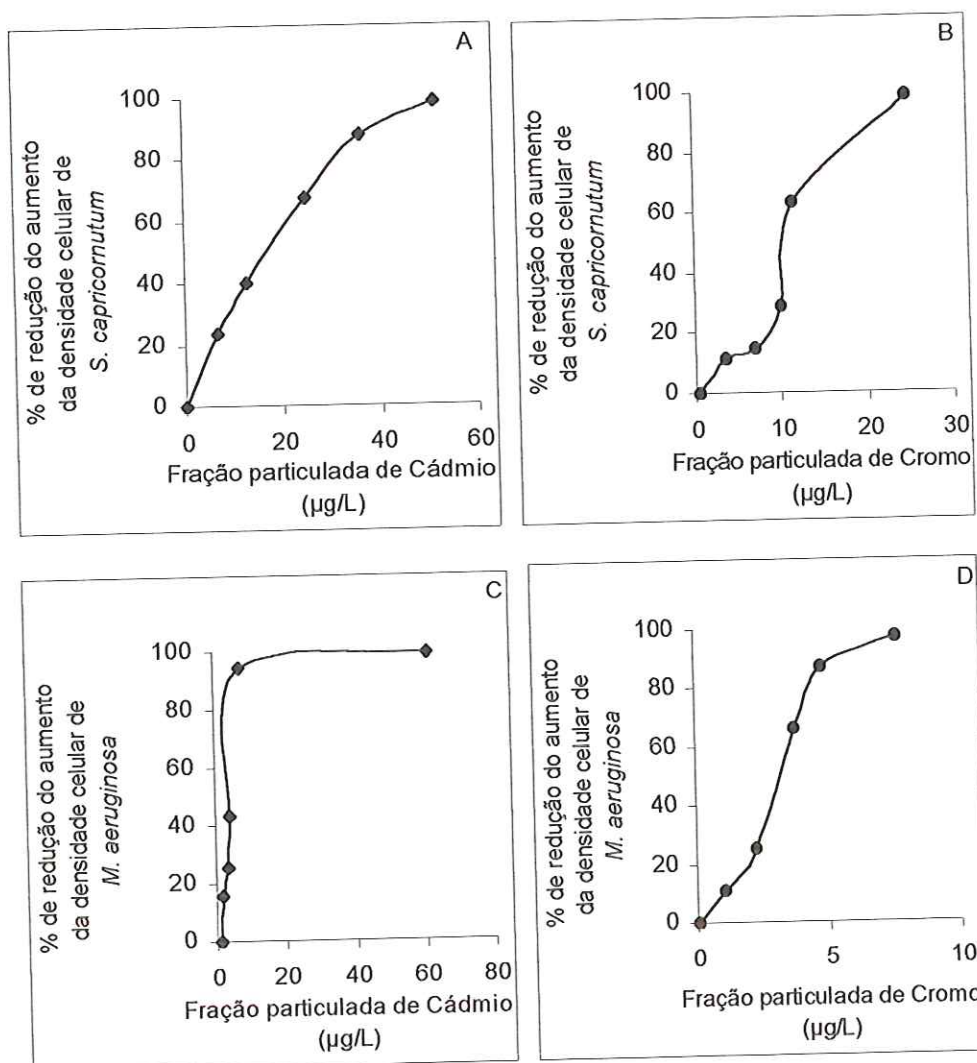 A
% de redução do aumento
da densidade celular de
S. capricornutum
100
80
60
40
20
0
0 20 40 60
Fração particulada de Cádmio
(µg/L)
B
% de redução do aumento
da densidade celular de
S. capricornutum
100
80
60
40
20
0
0 10 20 30
Fração particulada de Cromo
(µg/L)
C
% de redução do aumento
da densidade celular de
M. aeruginosa
100
80
60
40
20
0
0 20 40 60 80
Fração particulada de Cádmio
(µg/L)
D
% de redução do aumento
da densidade celular de
M. aeruginosa
100
80
60
40
20
0
0 5 10
Fração particulada de Cromo
(µg/L)